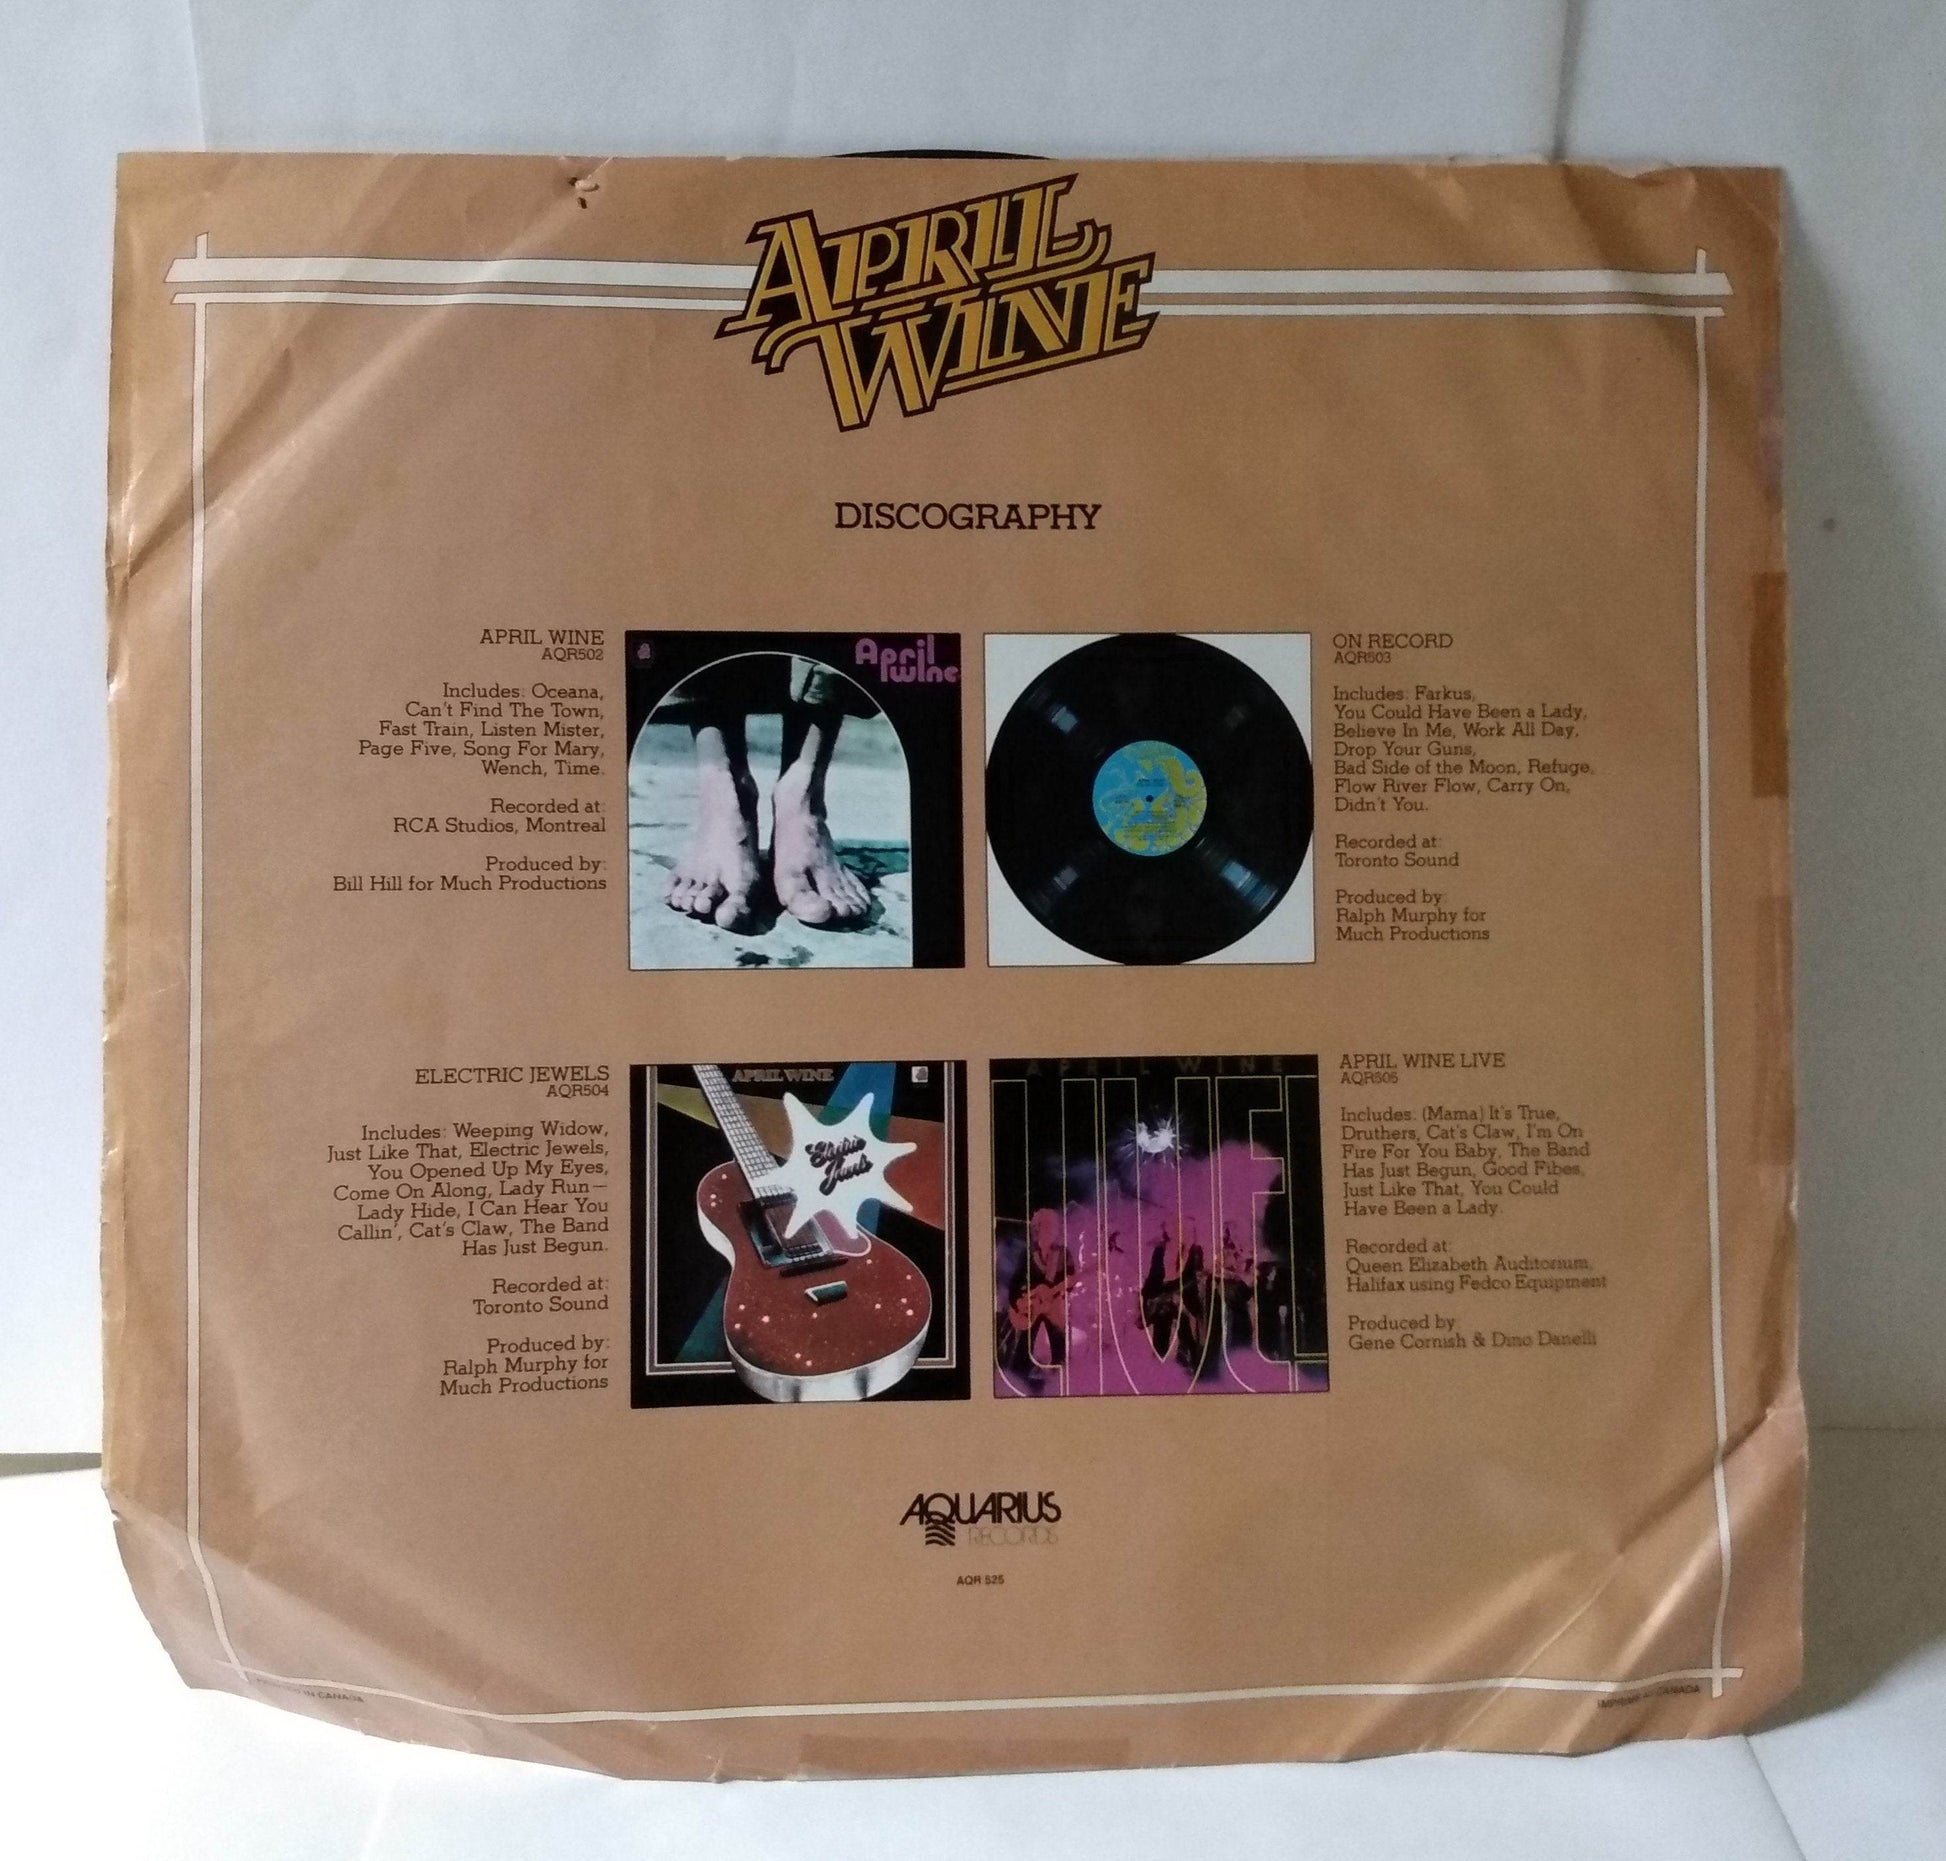 APRIL
WINE
DISCOGRAPHY
APRIL WINE
AQR502
Includes: Oceana,
Can't Find The Town,
Fast Train, Listen Mister,
Page Five, Song For Mary,
Wench, Time.
Recorded at:
RCA Studios, Montreal
Produced by:
Bill Hill for Much Productions
April
Wine
ON RECORD
AQR503
Includes: Farkus,
You Could Have Been a Lady,
Believe In Me, Work All Day,
Drop Your Guns,
Bad Side of the Moon, Refuge,
Flow River Flow, Carry On,
Didn't You.
Recorded at:
Toronto Sound
Produced by:
Ralph Murphy for
Much Productions
ELECTRIC JEWELS
AQR504
Includes: Weeping Widow,
Just Like That, Electric Jewels,
You Opened Up My Eyes,
Come On Along, Lady Run—
Lady Hide, I Can Hear You
Callin', Cat's Claw, The Band
Has Just Begun.
Recorded at:
Toronto Sound
Produced by:
Ralph Murphy for
Much Productions
APRIL WINE
Electric
Jewels
APRIL WINE
LIVE!
APRIL WINE LIVE
AQR505
Includes: (Mama) It's True,
Druthers, Cat's Claw, I'm On
Fire For You Baby, The Band
Has Just Begun, Good Fibes,
Just Like That, You Could
Have Been a Lady.
Recorded at:
Queen Elizabeth Auditorium,
Halifax using Fedco Equipment
Produced by:
Gene Cornish & Dino Danelli
AQUARIUS
RECORDS
AQR 525
IN CANADA
IMPRIMÉ AU CANADA